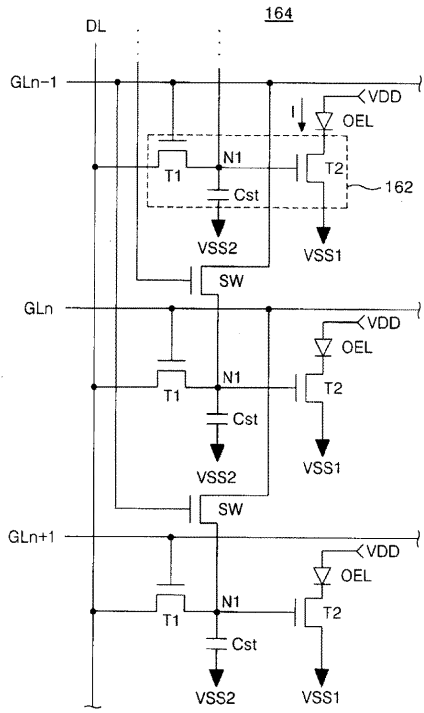 164
DL
GLn-1
VDD
I
OEL
N1
T1
T2
Cst
162
VSS2
VSS1
SW
GLn
VDD
OEL
N1
T1
T2
Cst
VSS2
VSS1
SW
GLn+1
VDD
OEL
N1
T1
T2
Cst
VSS2
VSS1